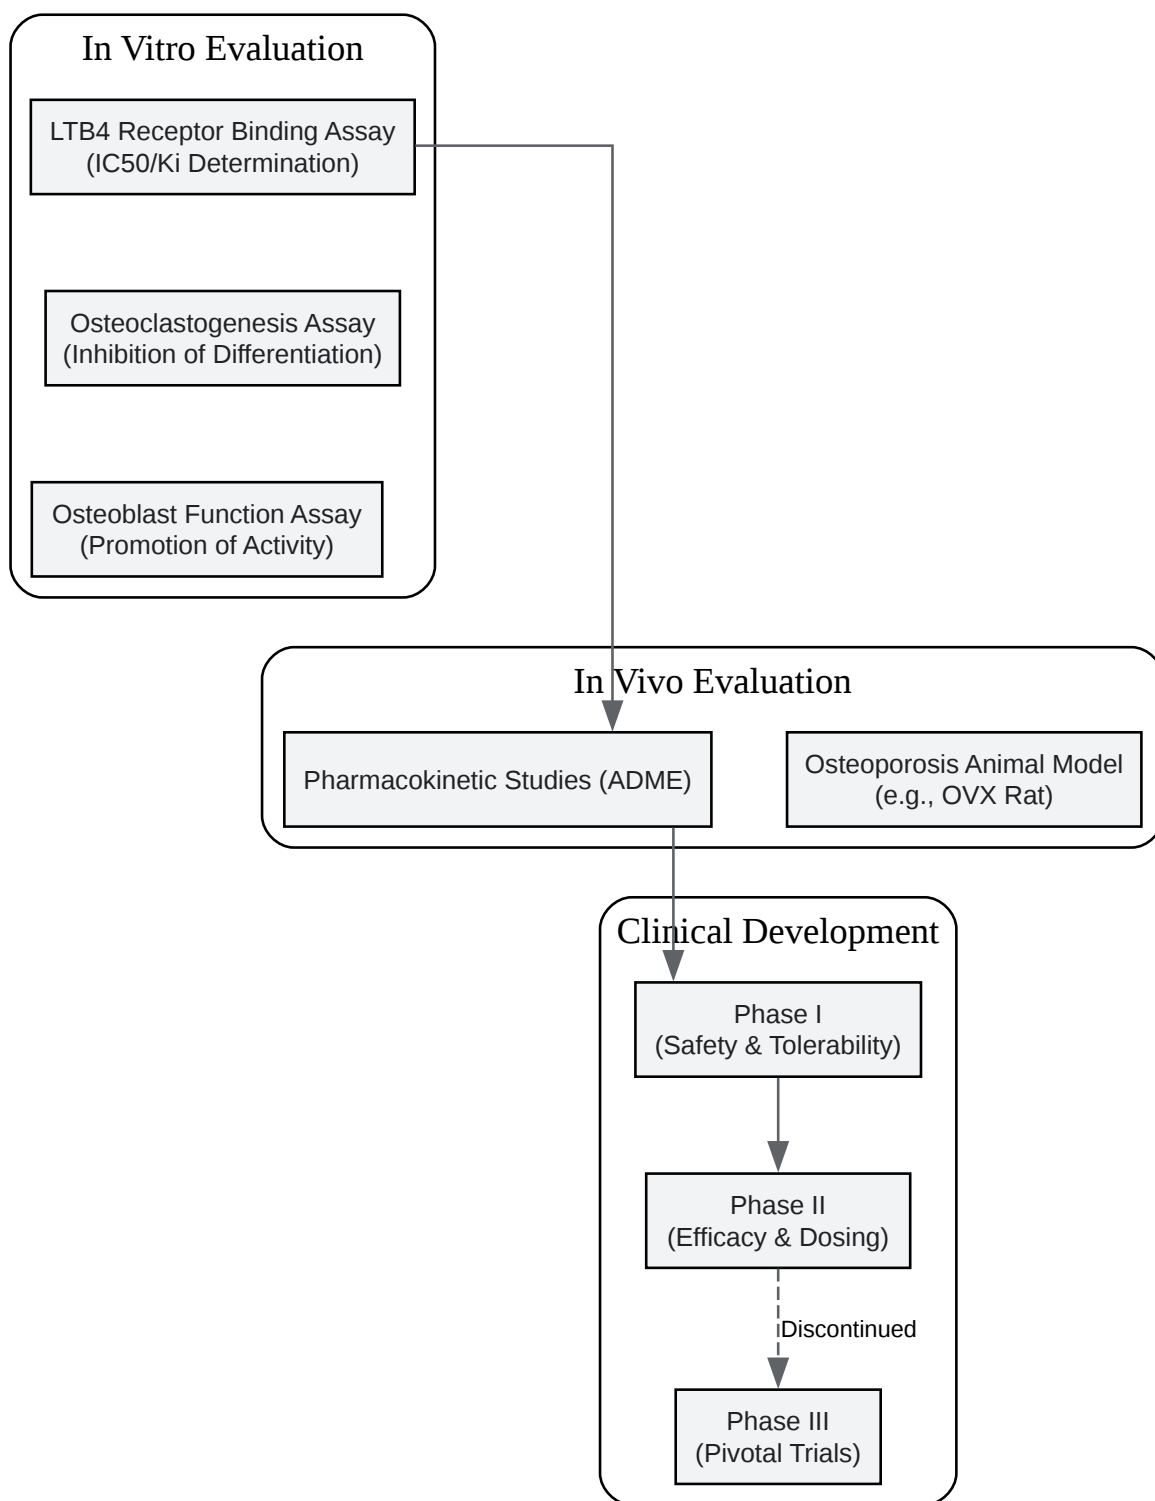 In Vitro Evaluation
LTB4 Receptor Binding Assay
(IC50/Ki Determination)
Osteoclastogenesis Assay
(Inhibition of Differentiation)
Osteoblast Function Assay
(Promotion of Activity)
In Vivo Evaluation
Pharmacokinetic Studies (ADME)
Osteoporosis Animal Model
(e.g., OVX Rat)
Clinical Development
Phase I
(Safety & Tolerability)
Phase II
(Efficacy & Dosing)
Discontinued
Phase III
(Pivotal Trials)